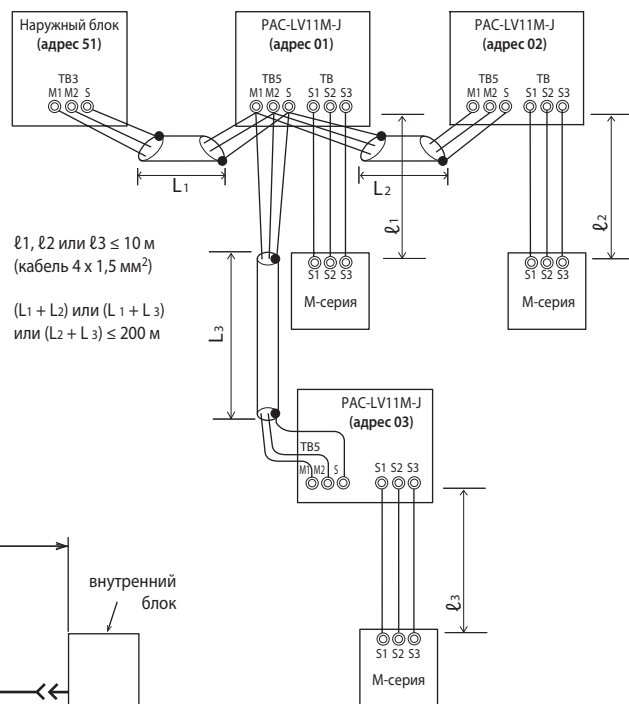 Наружный блок
(адрес 51)
TB3
M1 M2 S
PAC-LV11M-J
(адрес 01)
TB5 TB
M1 M2 S S1 S2 S3
PAC-LV11M-J
(адрес 02)
TB5 TB
M1 M2 S S1 S2 S3
L1
L2
ℓ1
ℓ2
ℓ1, ℓ2 или ℓ3 ≤ 10 м
(кабель 4 x 1,5 мм²)
(L1 + L2) или (L 1 + L 3)
или (L2 + L 3) ≤ 200 м
S1 S2 S3
М-серия
S1 S2 S3
М-серия
L3
PAC-LV11M-J
(адрес 03)
TB5
M1 M2 S S1 S2 S3
ℓ3
внутренний
блок
S1 S2 S3
М-серия